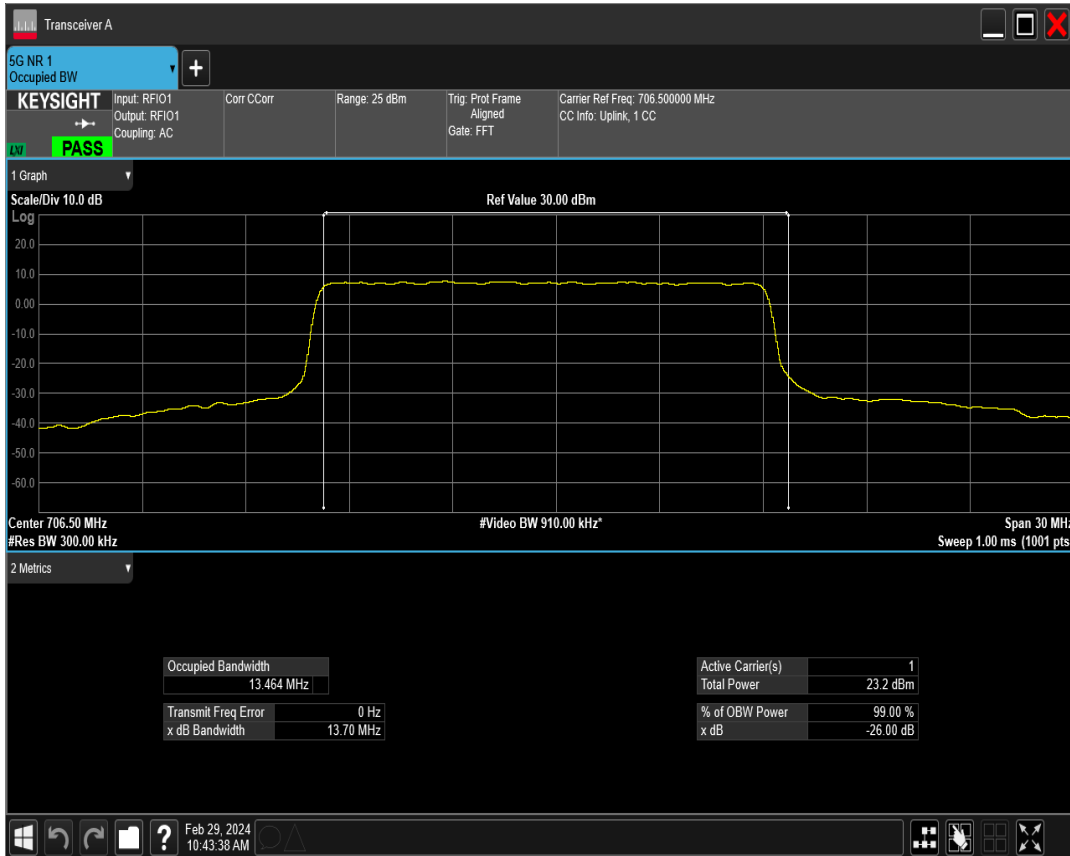 Transceiver A
5G NR 1
Occupied BW
KEYSIGHT
LXI
PASS
Input: RFIO1
Output: RFIO1
Coupling: AC
Corr CCorr
Range: 25 dBm
Trig: Prot Frame
Aligned
Gate: FFT
Carrier Ref Freq: 706.500000 MHz
CC Info: Uplink, 1 CC
1 Graph
Scale/Div 10.0 dB
Ref Value 30.00 dBm
Log
20.0
10.0
0.00
-10.0
-20.0
-30.0
-40.0
-50.0
-60.0
Center 706.50 MHz
#Video BW 910.00 kHz*
Span 30 MHz
#Res BW 300.00 kHz
Sweep 1.00 ms (1001 pts
2 Metrics
Occupied Bandwidth
13.464 MHz
Transmit Freq Error 0 Hz
x dB Bandwidth 13.70 MHz
Active Carrier(s) 1
Total Power 23.2 dBm
% of OBW Power 99.00 %
x dB -26.00 dB
?
Feb 29, 2024
10:43:38 AM